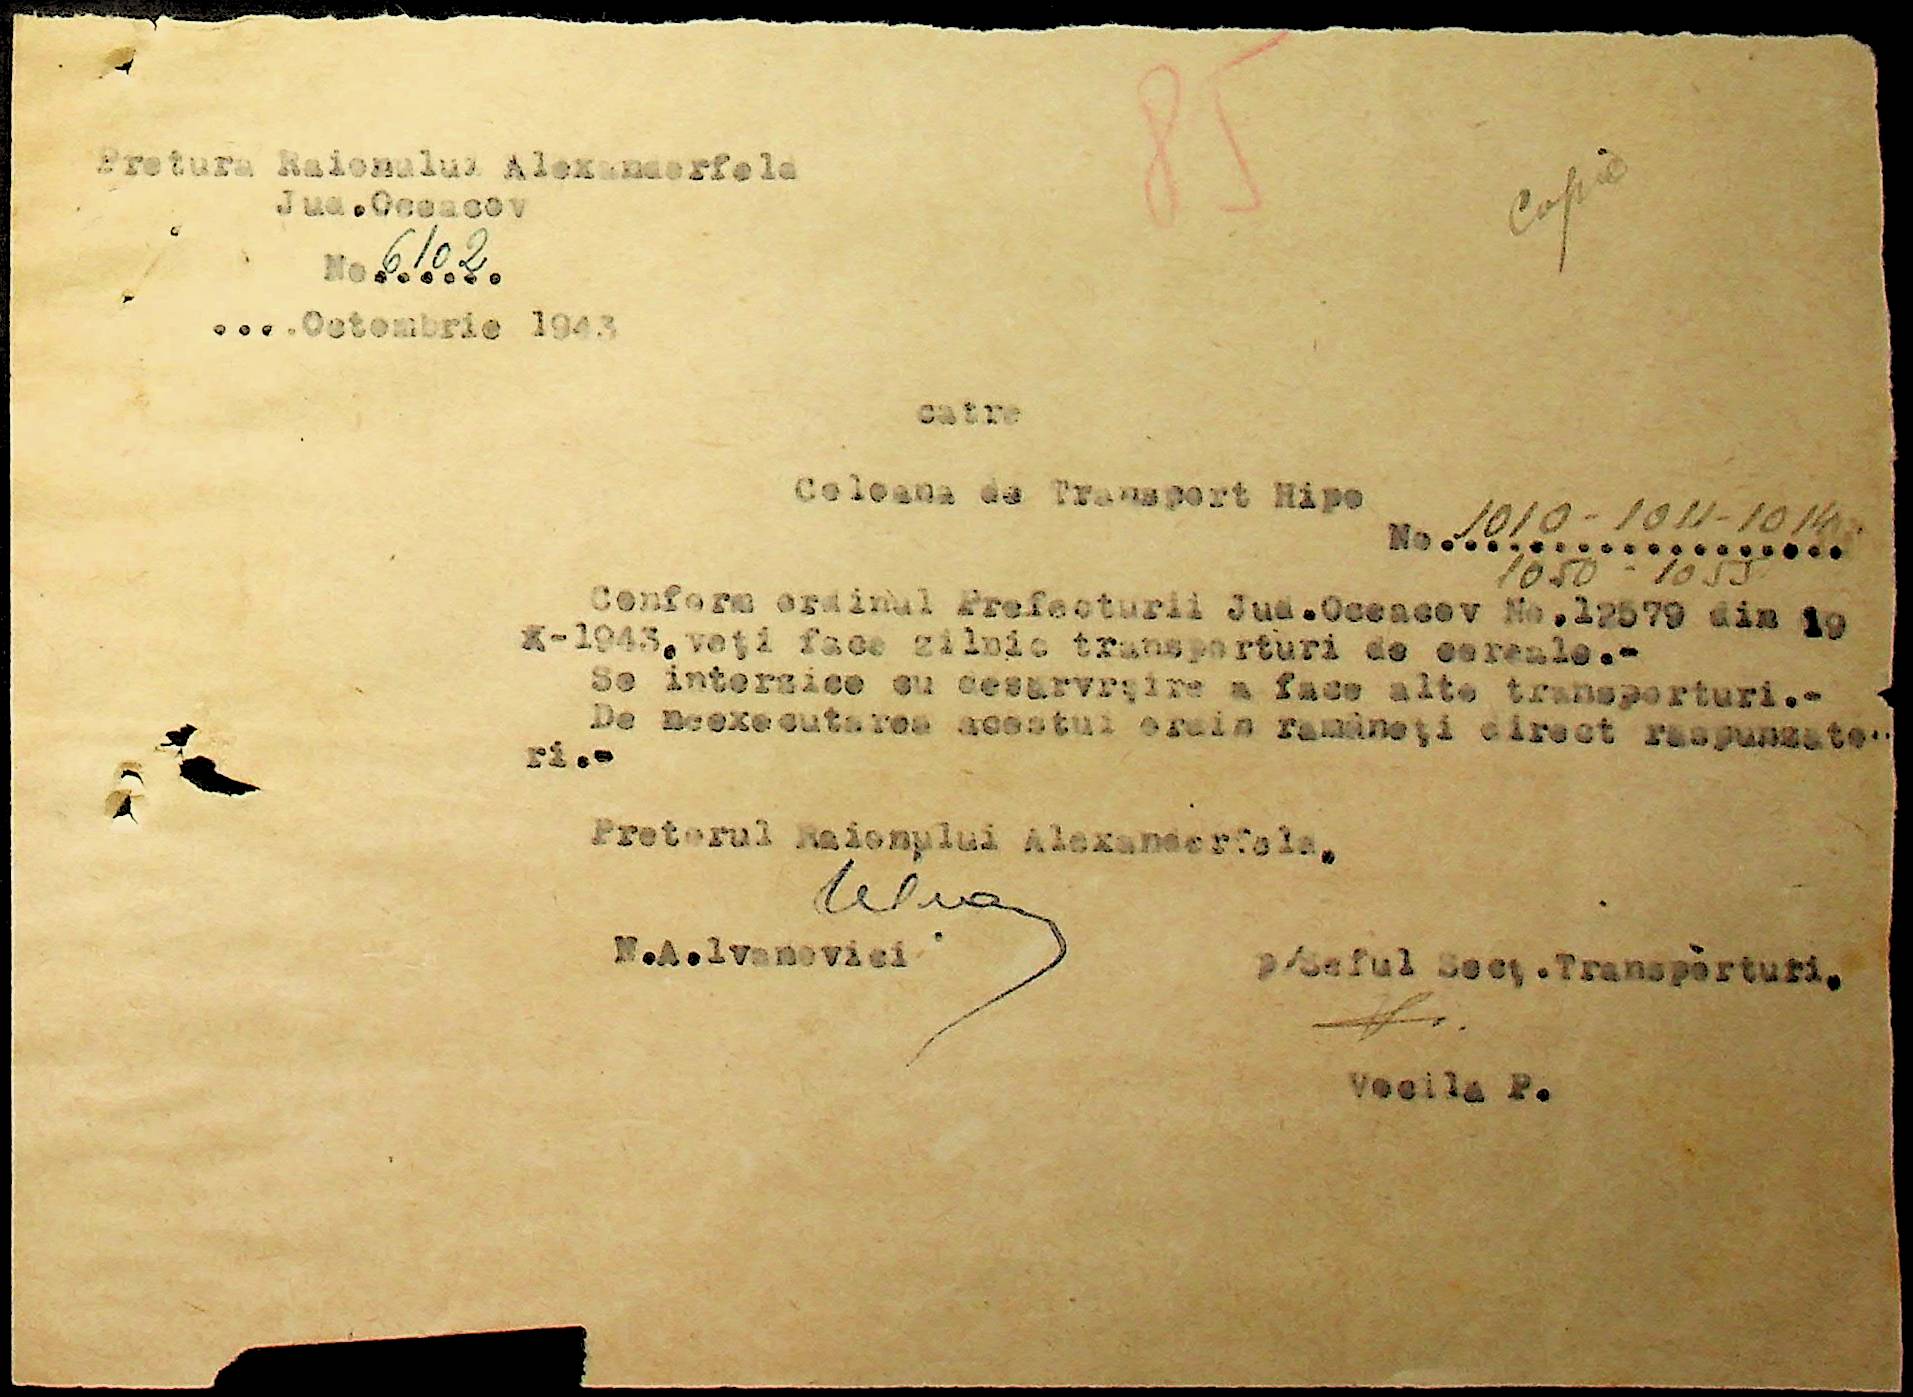 85
Copie
Pretura Raionului Alexanderfeld
Jud.Oceacov
No.6102.
....Octombrie 1943
catre
Coloana de Transport Hipo
No.1010-1011-1014
1050-1055
Conform ordinul Prefecturii Jud.Oceacov No.12579 din 19
X-1943,veţi face zilnic transporturi de cereale.-
Se interzice cu desarvrşire a face alte transporturi.-
De neexecutarea acestui ordin ramâneţi direct raspunzato-
ri.-
Pretorul Raionului Alexanderfeld,
N.A.Ivanovici
p/Seful Secţ.Transporturi,
Vocila P.